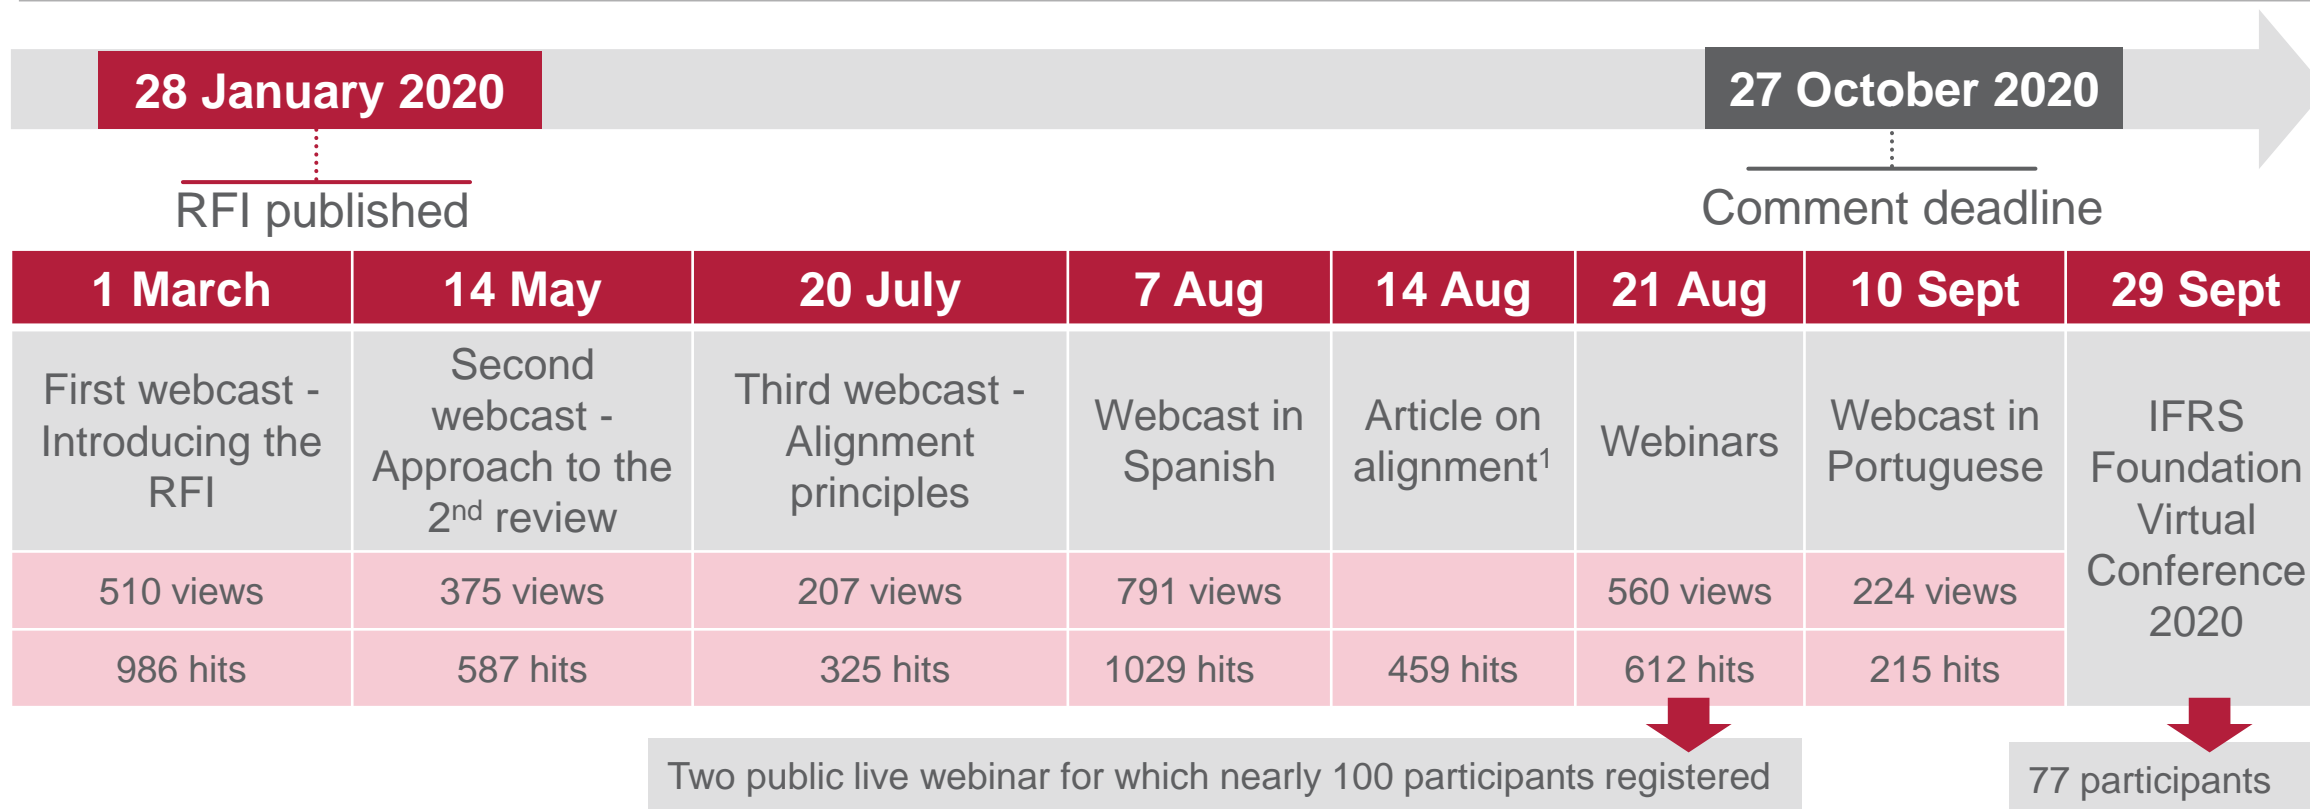 28 January 2020
27 October 2020
RFI published
Comment deadline
1 March
14 May
20 July
7 Aug
14 Aug
21 Aug
10 Sept
29 Sept
First webcast -
Introducing the
RFI
Second
webcast -
Approach to the
2nd review
Third webcast -
Alignment
principles
Webcast in
Spanish
Article on
alignment1
Webinars
Webcast in
Portuguese
IFRS
Foundation
Virtual
Conference
2020
510 views
375 views
207 views
791 views
560 views
224 views
986 hits
587 hits
325 hits
1029 hits
459 hits
612 hits
215 hits
Two public live webinar for which nearly 100 participants registered
77 participants